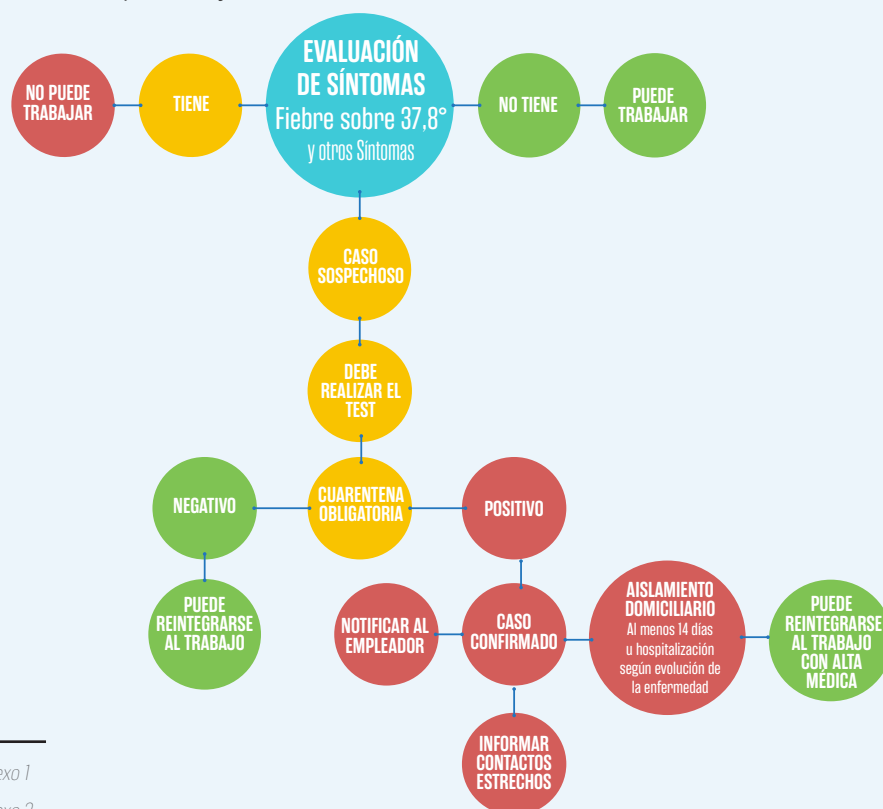 EVALUACIÓN
DE SÍNTOMAS
Fiebre sobre 37,8°
y otros Síntomas
NO PUEDE
TRABAJAR
TIENE
NO TIENE
PUEDE
TRABAJAR
CASO
SOSPECHOSO
DEBE
REALIZAR EL
TEST
NEGATIVO
CUARENTENA
OBLIGATORIA
POSITIVO
PUEDE
REINTEGRARSE
AL TRABAJO
NOTIFICAR AL
EMPLEADOR
CASO
CONFIRMADO
AISLAMIENTO
DOMICILIARIO
Al menos 14 días
u hospitalización
según evolución de
la enfermedad
PUEDE
REINTEGRARSE
AL TRABAJO
CON ALTA
MÉDICA
INFORMAR
CONTACTOS
ESTRECHOS
exo 1